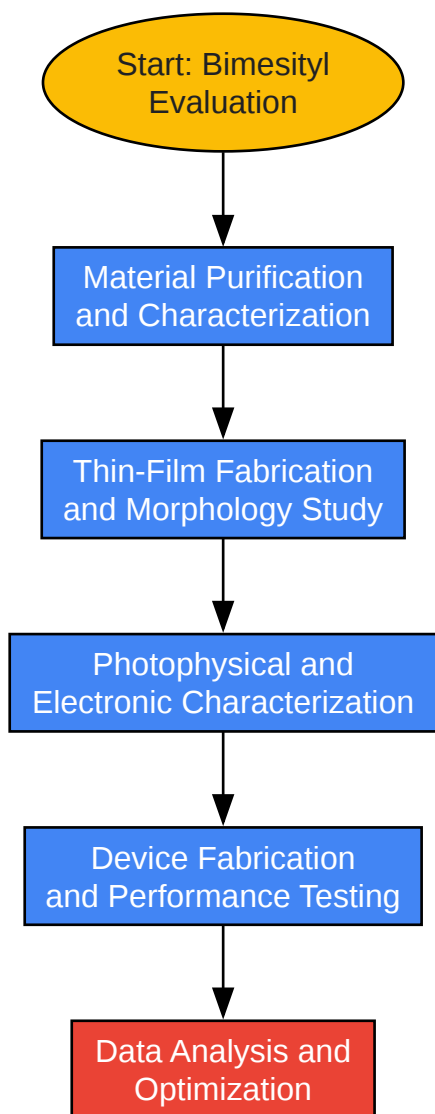 Start: Bimesityl
Evaluation
Material Purification
and Characterization
Thin-Film Fabrication
and Morphology Study
Photophysical and
Electronic Characterization
Device Fabrication
and Performance Testing
Data Analysis and
Optimization